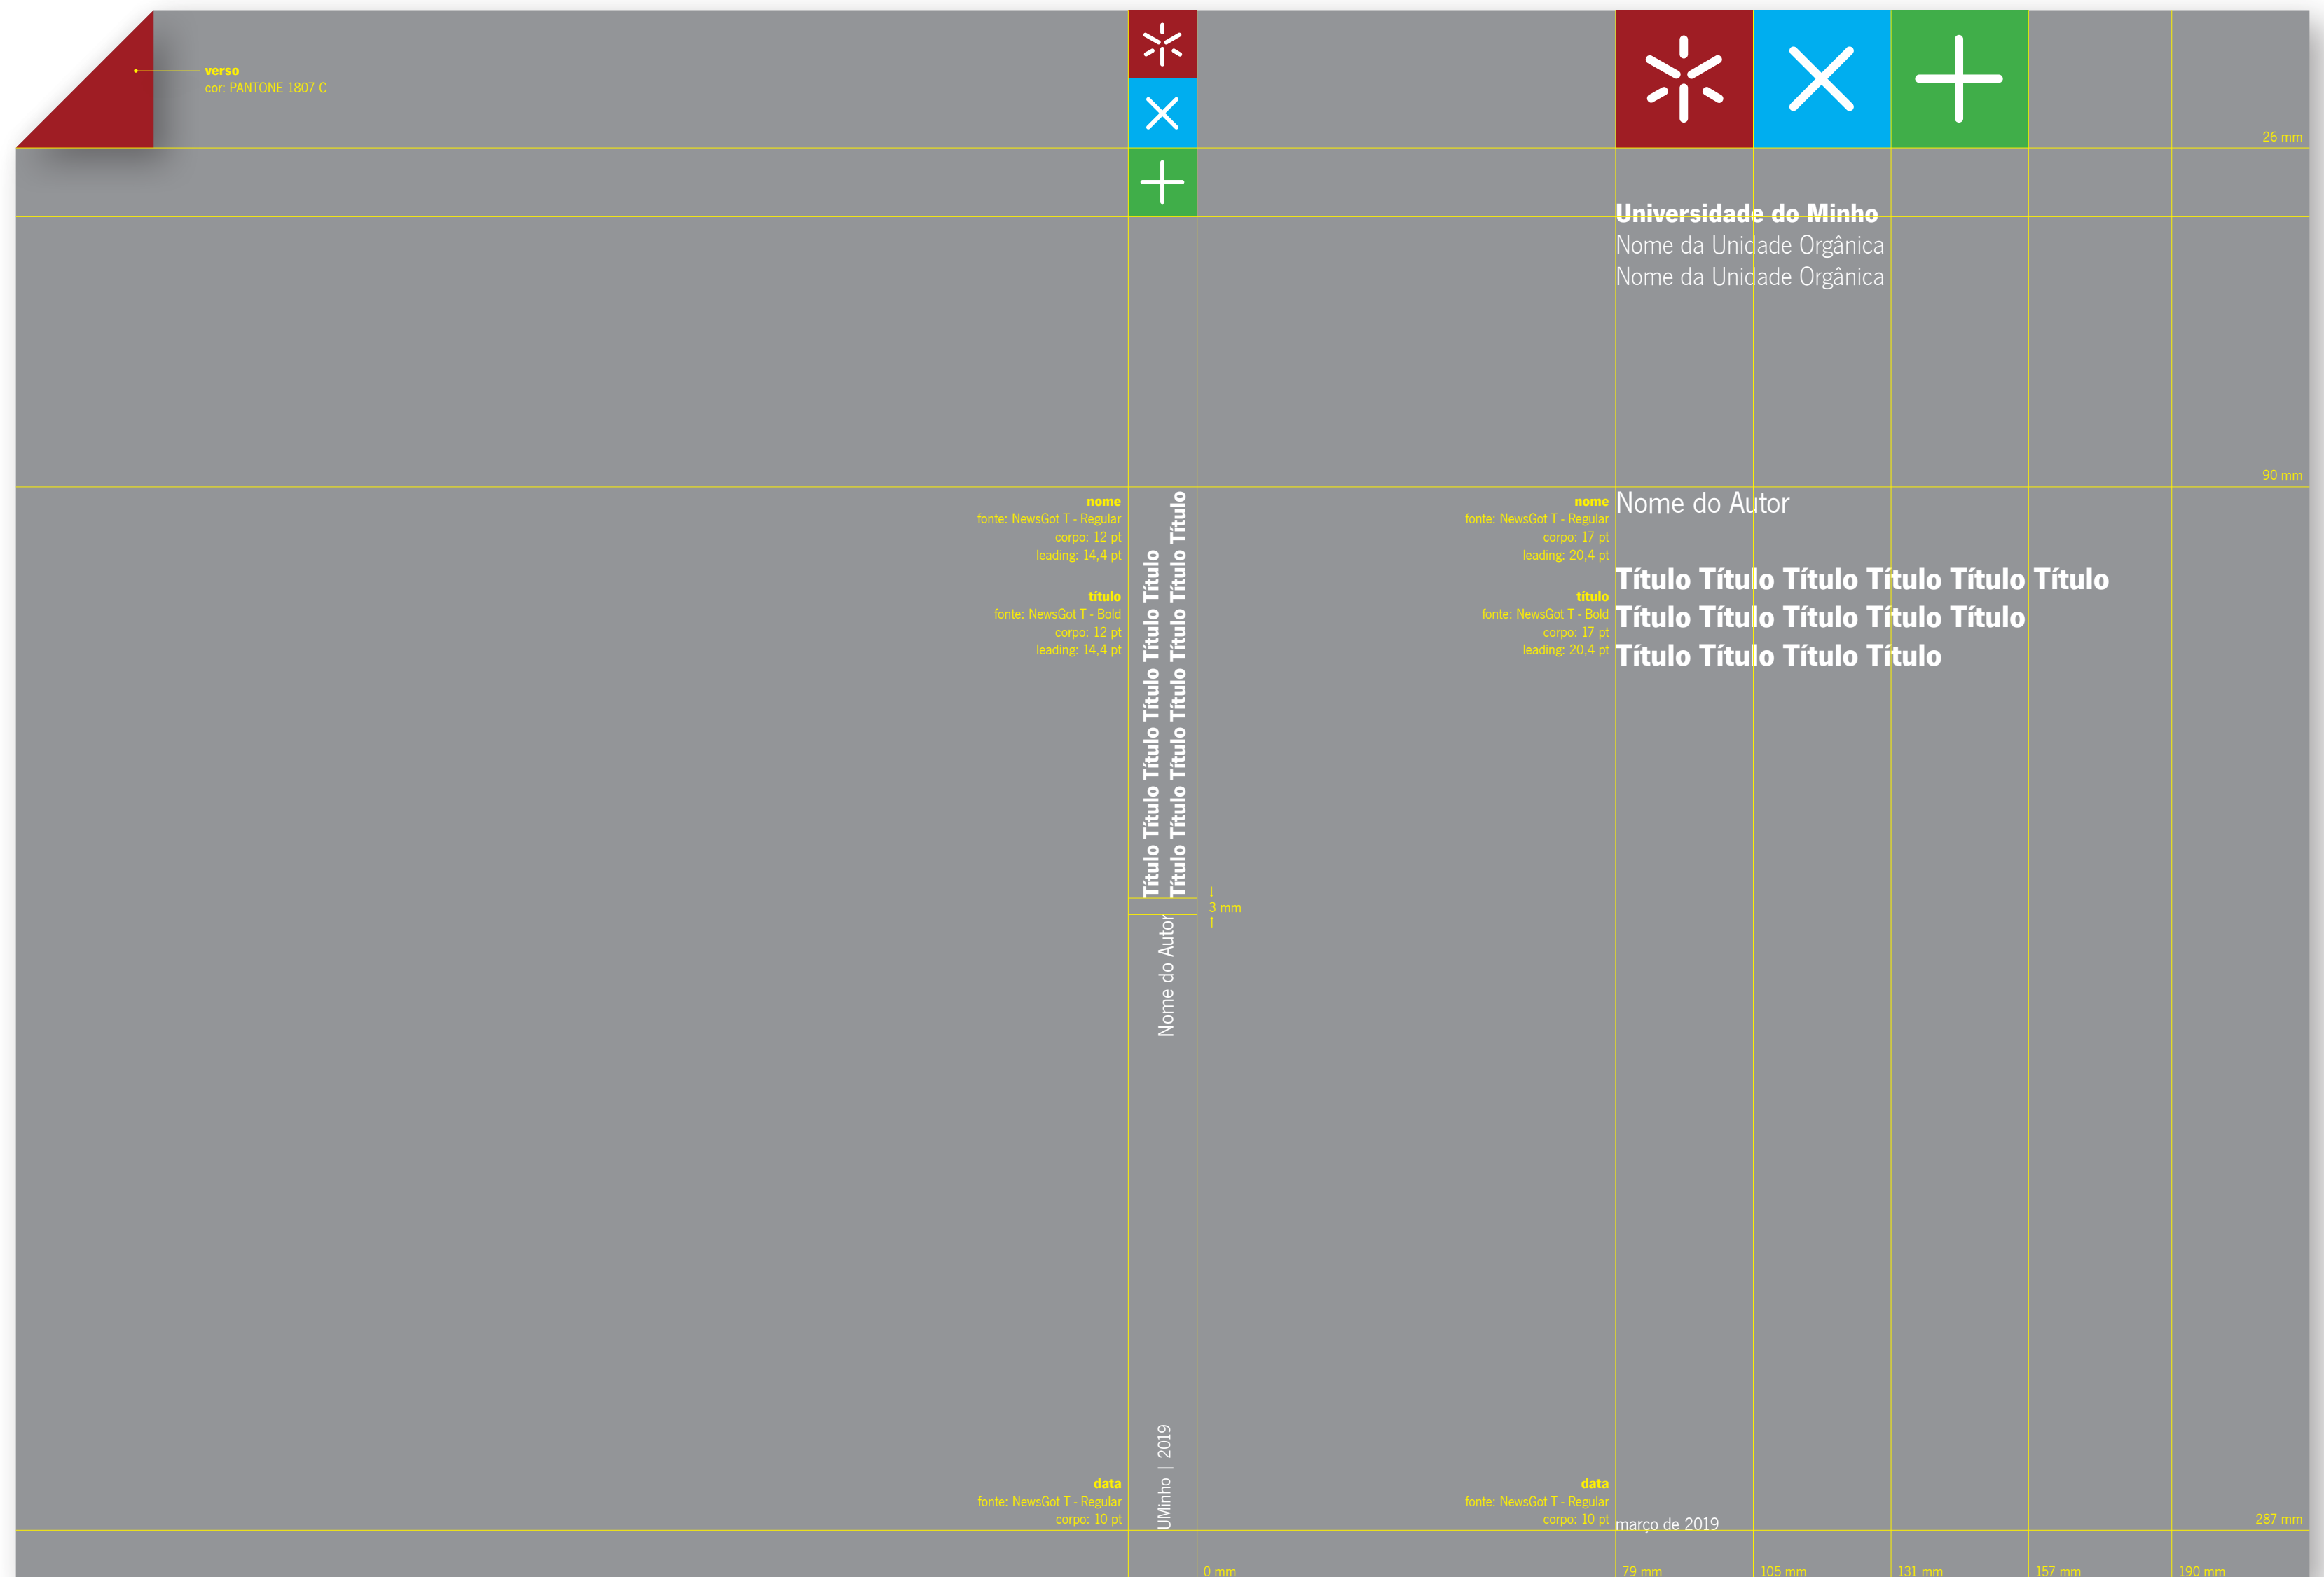 verso
cor: PANTONE 1807 C
26 mm
Universidade do Minho
Nome da Unidade Orgânica
Nome da Unidade Orgânica
90 mm
nome
fonte: NewsGot T - Regular
corpo: 12 pt
leading: 14,4 pt
título
fonte: NewsGot T - Bold
corpo: 12 pt
leading: 14,4 pt
Título Título Título Título Título Título
Título Título Título Título Título Título Título
3 mm
Nome do Autor
UMinho | 2019
nome
fonte: NewsGot T - Regular
corpo: 17 pt
leading: 20,4 pt
título
fonte: NewsGot T - Bold
corpo: 17 pt
leading: 20,4 pt
Nome do Autor
Título Título Título Título Título Título
Título Título Título Título Título
Título Título Título Título
data
fonte: NewsGot T - Regular
corpo: 10 pt
data
fonte: NewsGot T - Regular
corpo: 10 pt
março de 2019
287 mm
0 mm
79 mm
105 mm
131 mm
157 mm
190 mm